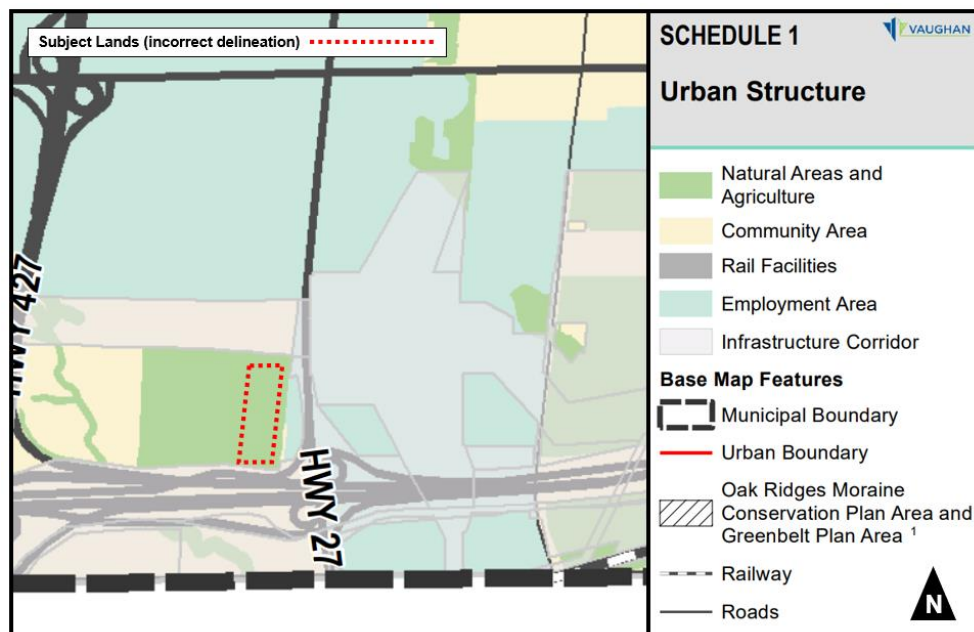 Subject Lands (incorrect delineation)
HWY 427
HWY 27
SCHEDULE 1
VAUGHAN
Urban Structure
Natural Areas and
Agriculture
Community Area
Rail Facilities
Employment Area
Infrastructure Corridor
Base Map Features
Municipal Boundary
Urban Boundary
Oak Ridges Moraine
Conservation Plan Area and
Greenbelt Plan Area ¹
Railway
Roads
N